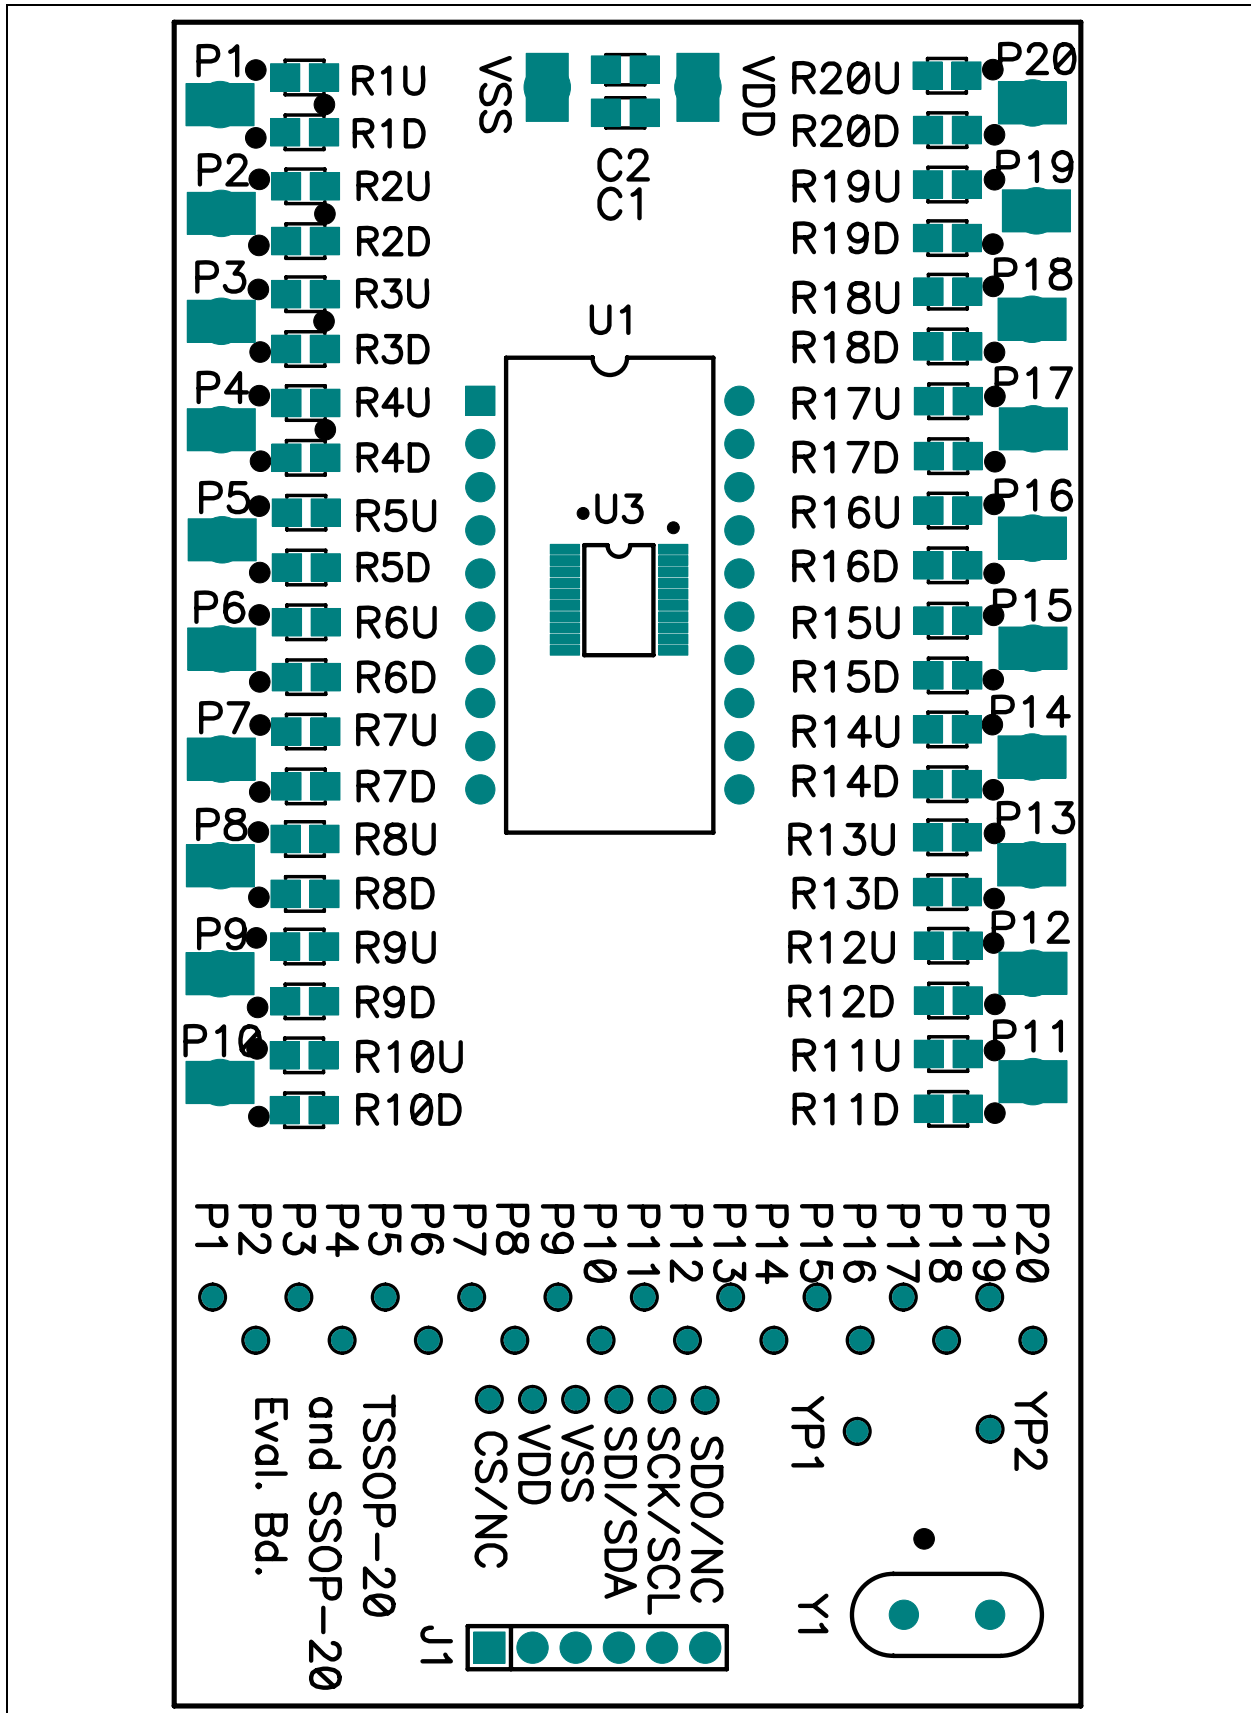 P1
R1U
R1D
P2
R2U
R2D
P3
R3U
R3D
P4
R4U
R4D
P5
R5U
R5D
P6
R6U
R6D
P7
R7U
R7D
P8
R8U
R8D
P9
R9U
R9D
P10
R10U
R10D
VSS
VDD
C2
C1
U1
U3
R20U
P20
R20D
R19U
P19
R19D
R18U
P18
R18D
R17U
P17
R17D
R16U
P16
R16D
R15U
P15
R15D
R14U
P14
R14D
R13U
P13
R13D
R12U
P12
R12D
R11U
P11
R11D
P1
P2
P3
P4
P5
P6
P7
P8
P9
P10
P11
P12
P13
P14
P15
P16
P17
P18
P19
P20
TSSOP-20
and SSOP-20
Eval. Bd.
CS/NC
VDD
VSS
SDI/SDA
SCK/SCL
SDO/NC
J1
YP1
YP2
Y1